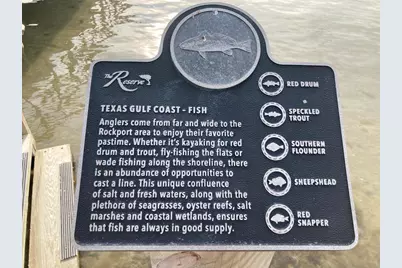 The Reserve
TEXAS GULF COAST - FISH
Anglers come from far and wide to the
Rockport area to enjoy their favorite
pastime. Whether it's kayaking for red
drum and trout, fly-fishing the flats or
wade fishing along the shoreline, there
is an abundance of opportunities to
cast a line. This unique confluence
of salt and fresh waters, along with the
plethora of seagrasses, oyster reefs, salt
marshes and coastal wetlands, ensures
that fish are always in good supply.
RED DRUM
SPECKLED
TROUT
SOUTHERN
FLOUNDER
SHEEPSHEAD
RED
SNAPPER